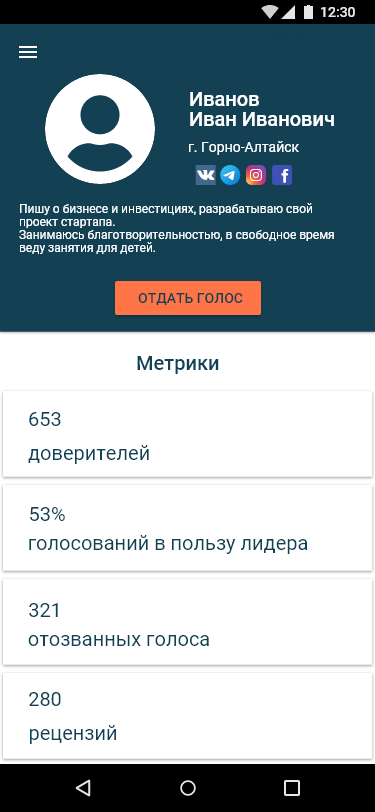 12:30
Иванов
Иван Иванович
г. Горно-Алтайск
Пишу о бизнесе и инвестициях, разрабатываю свой
проект стартапа.
Занимаюсь благотворительностью, в свободное время
веду занятия для детей.
ОТДАТЬ ГОЛОС
Метрики
653
доверителей
53%
голосований в пользу лидера
321
отозванных голоса
280
рецензий